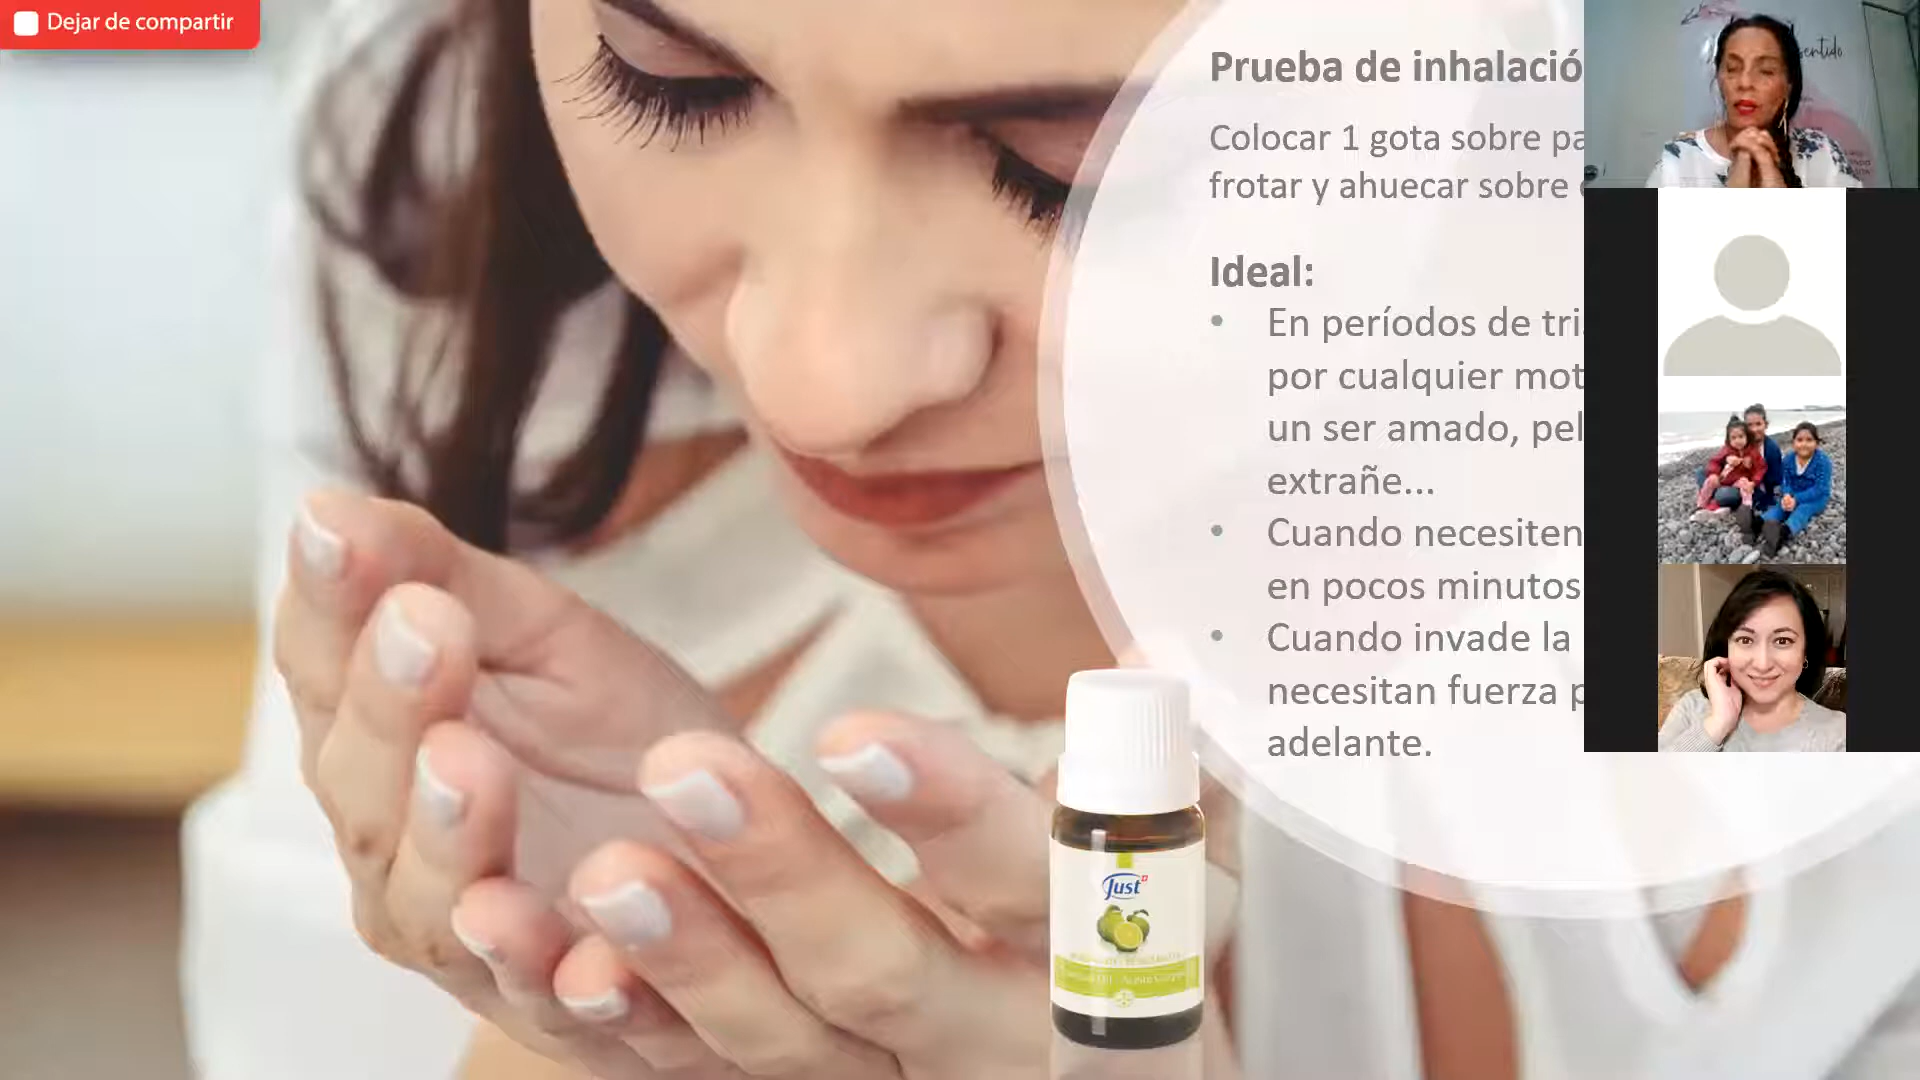 Dejar de compartir
Prueba de inhalació
Colocar 1 gota sobre pa
frotar y ahuecar sobre
Ideal:
• En períodos de tri
por cualquier mot
un ser amado, pel
extrañe...
• Cuando necesiten
en pocos minutos
• Cuando invade la
necesitan fuerza p
adelante.
sentido
Just